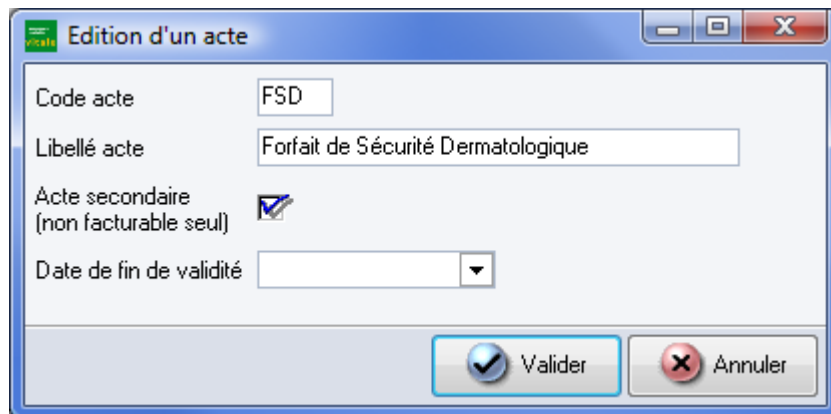 vitale
Edition d'un acte
Code acte
FSD
Libellé acte
Forfait de Sécurité Dermatologique
Acte secondaire
(non facturable seul)
Date de fin de validité
Valider
Annuler